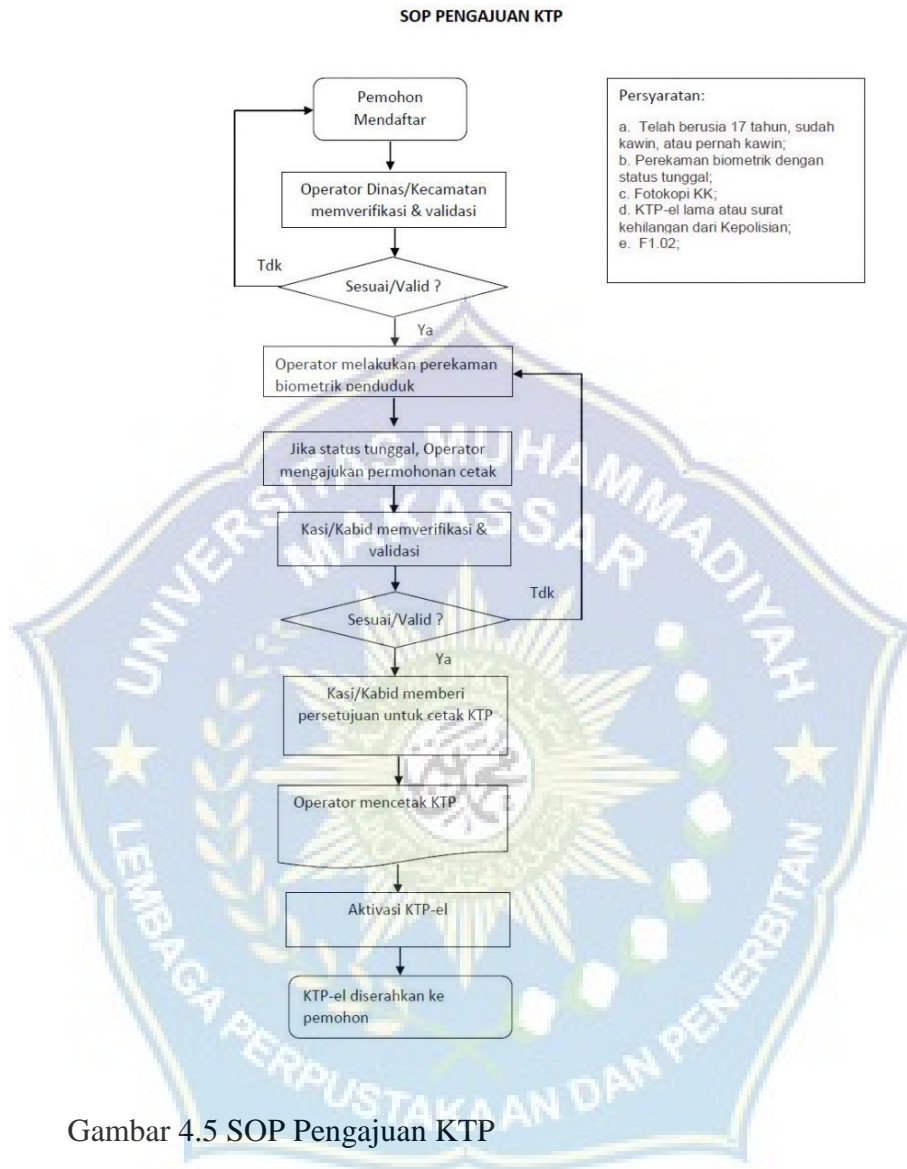 SOP PENGAJUAN KTP
Pemohon
Mendaftar
Persyaratan:
a. Telah berusia 17 tahun, sudah
kawin, atau pernah kawin;
b. Perekaman biometrik dengan
status tunggal;
c. Fotokopi KK;
d. KTP-el lama atau surat
kehilangan dari Kepolisian;
e. F1.02;
Operator Dinas/Kecamatan
memverifikasi & validasi
Tdk
Sesuai/Valid ?
Ya
Operator melakukan perekaman
biometrik penduduk
Jika status tunggal, Operator
mengajukan permohonan cetak
Kasi/Kabid memverifikasi &
validasi
Tdk
Sesuai/Valid ?
Ya
Kasi/Kabid memberi
persetujuan untuk cetak KTP
Operator mencetak KTP
Aktivasi KTP-el
KTP-el diserahkan ke
pemohon
UNIVERSITAS MUHAMMADIYAH
MAKASSAR
LEMBAGA PERPUSTAKAAN DAN PENERBITAN
Gambar 4.5 SOP Pengajuan KTP